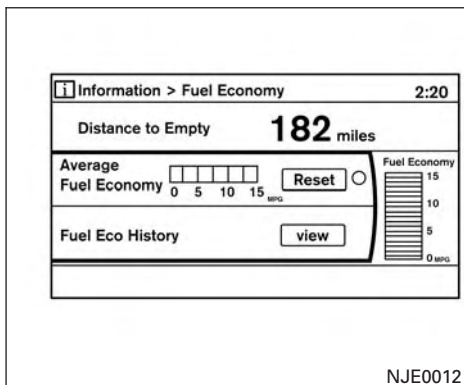 i Information > Fuel Economy 2:20
Distance to Empty 182 miles
Average
Fuel Economy 0 5 10 15 MPG Reset
Fuel Eco History view
Fuel Economy
15
10
5
0 MPG
NJE0012